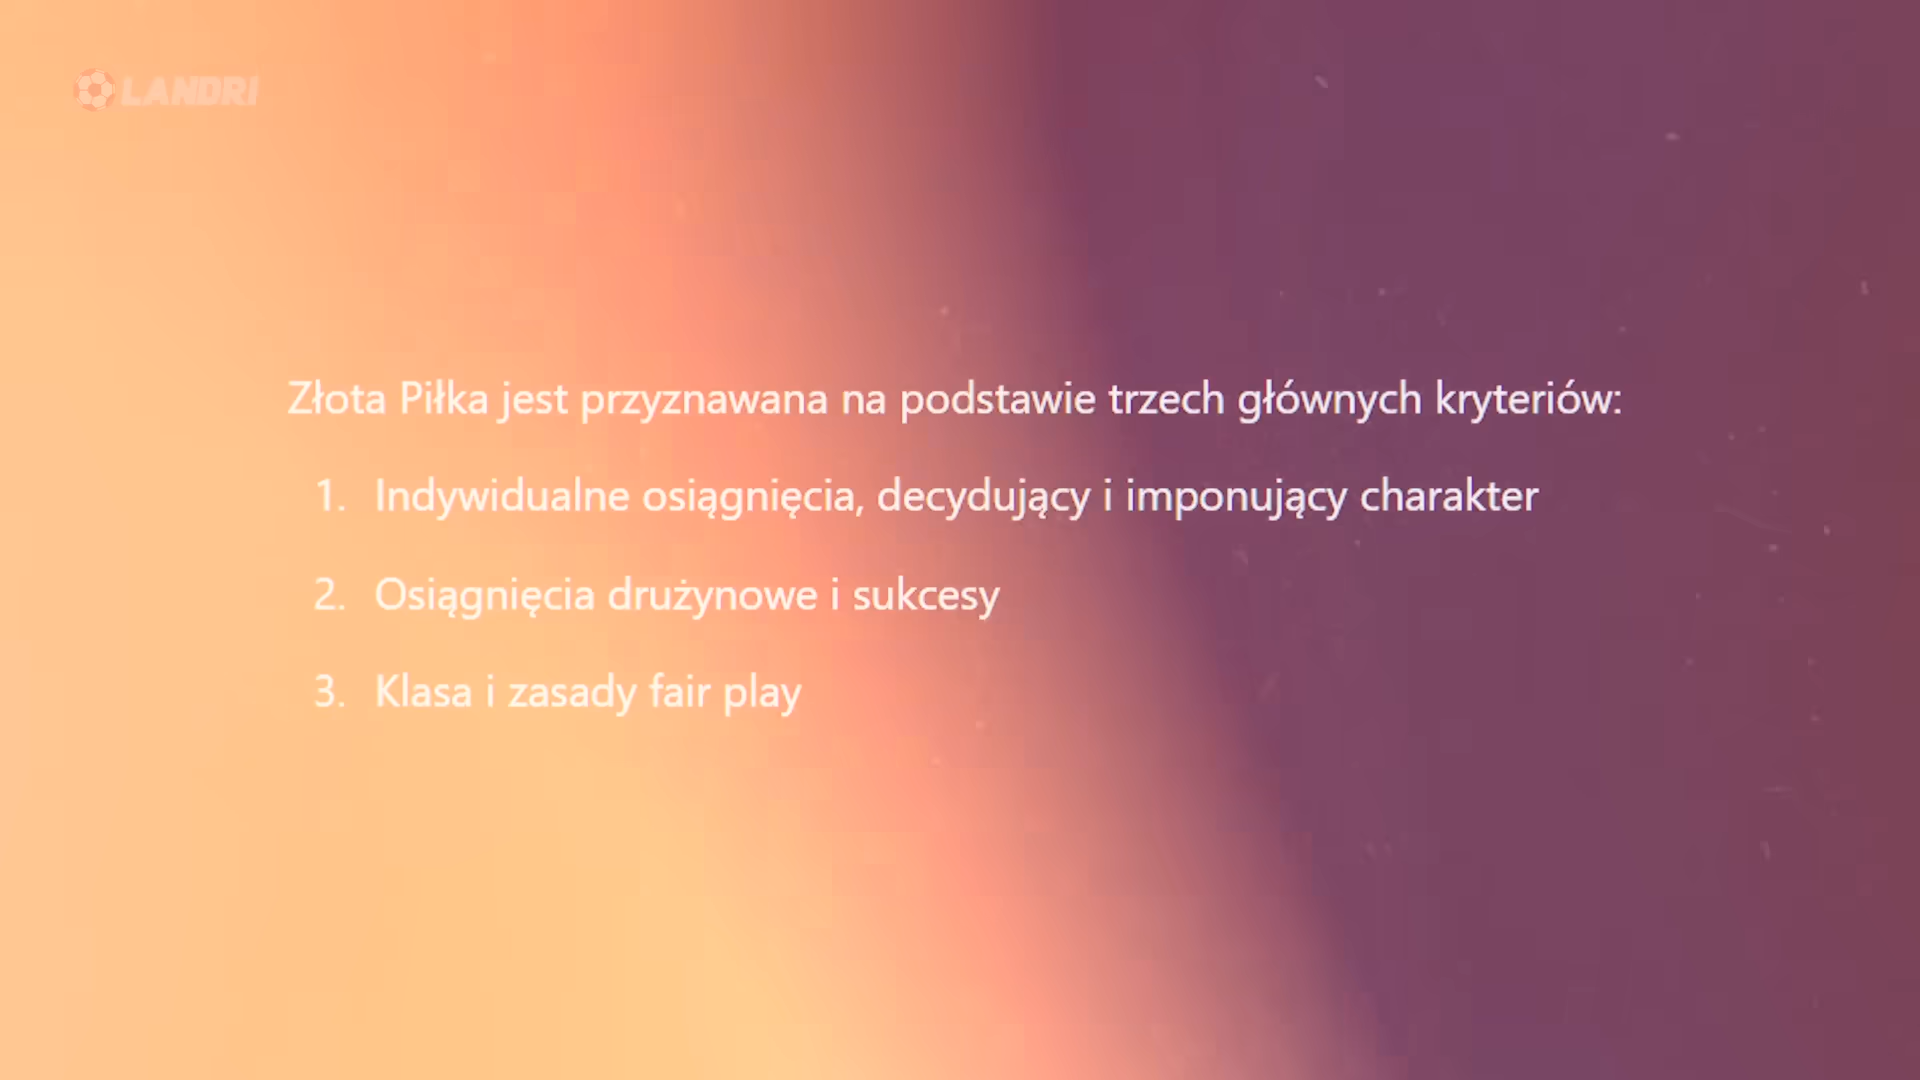 LANDRI
Złota Piłka jest przyznawana na podstawie trzech głównych kryteriów:
1. Indywidualne osiągnięcia, decydujący i imponujący charakter
2. Osiągnięcia drużynowe i sukcesy
3. Klasa i zasady fair play